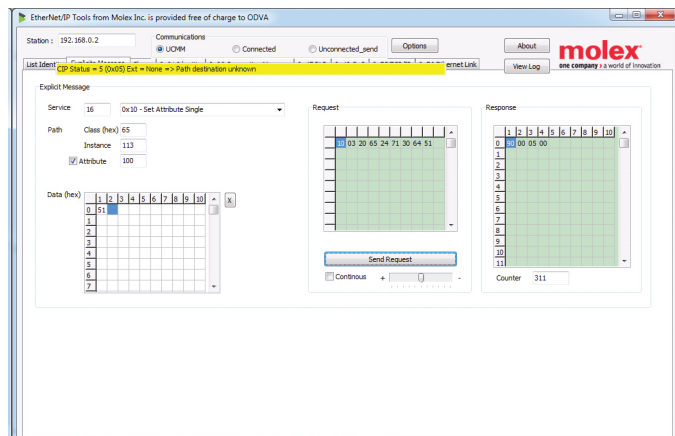 EtherNet/IP Tools from Molex Inc. is provided free of charge to ODVA
Station : 192.168.0.2
Communications
UCMM Connected Unconnected_send Options
About
View Log
molex
one company › a world of innovation
List Identity
ernet Link
CIP Status = 5 (0x05) Ext = None => Path destination unknown
Explicit Message
Service 16 0x10 - Set Attribute Single
Path Class (hex) 65
Instance 113
Attribute 100
Data (hex)
1 2 3 4 5 6 7 8 9 10
X
0 51
1
2
3
4
5
6
7
Request
10 03 20 65 24 71 30 64 51
Send Request
Continous + -
Response
1 2 3 4 5 6 7 8 9 10
0 90 00 05 00
1
2
3
4
5
6
7
8
9
10
11
Counter 311